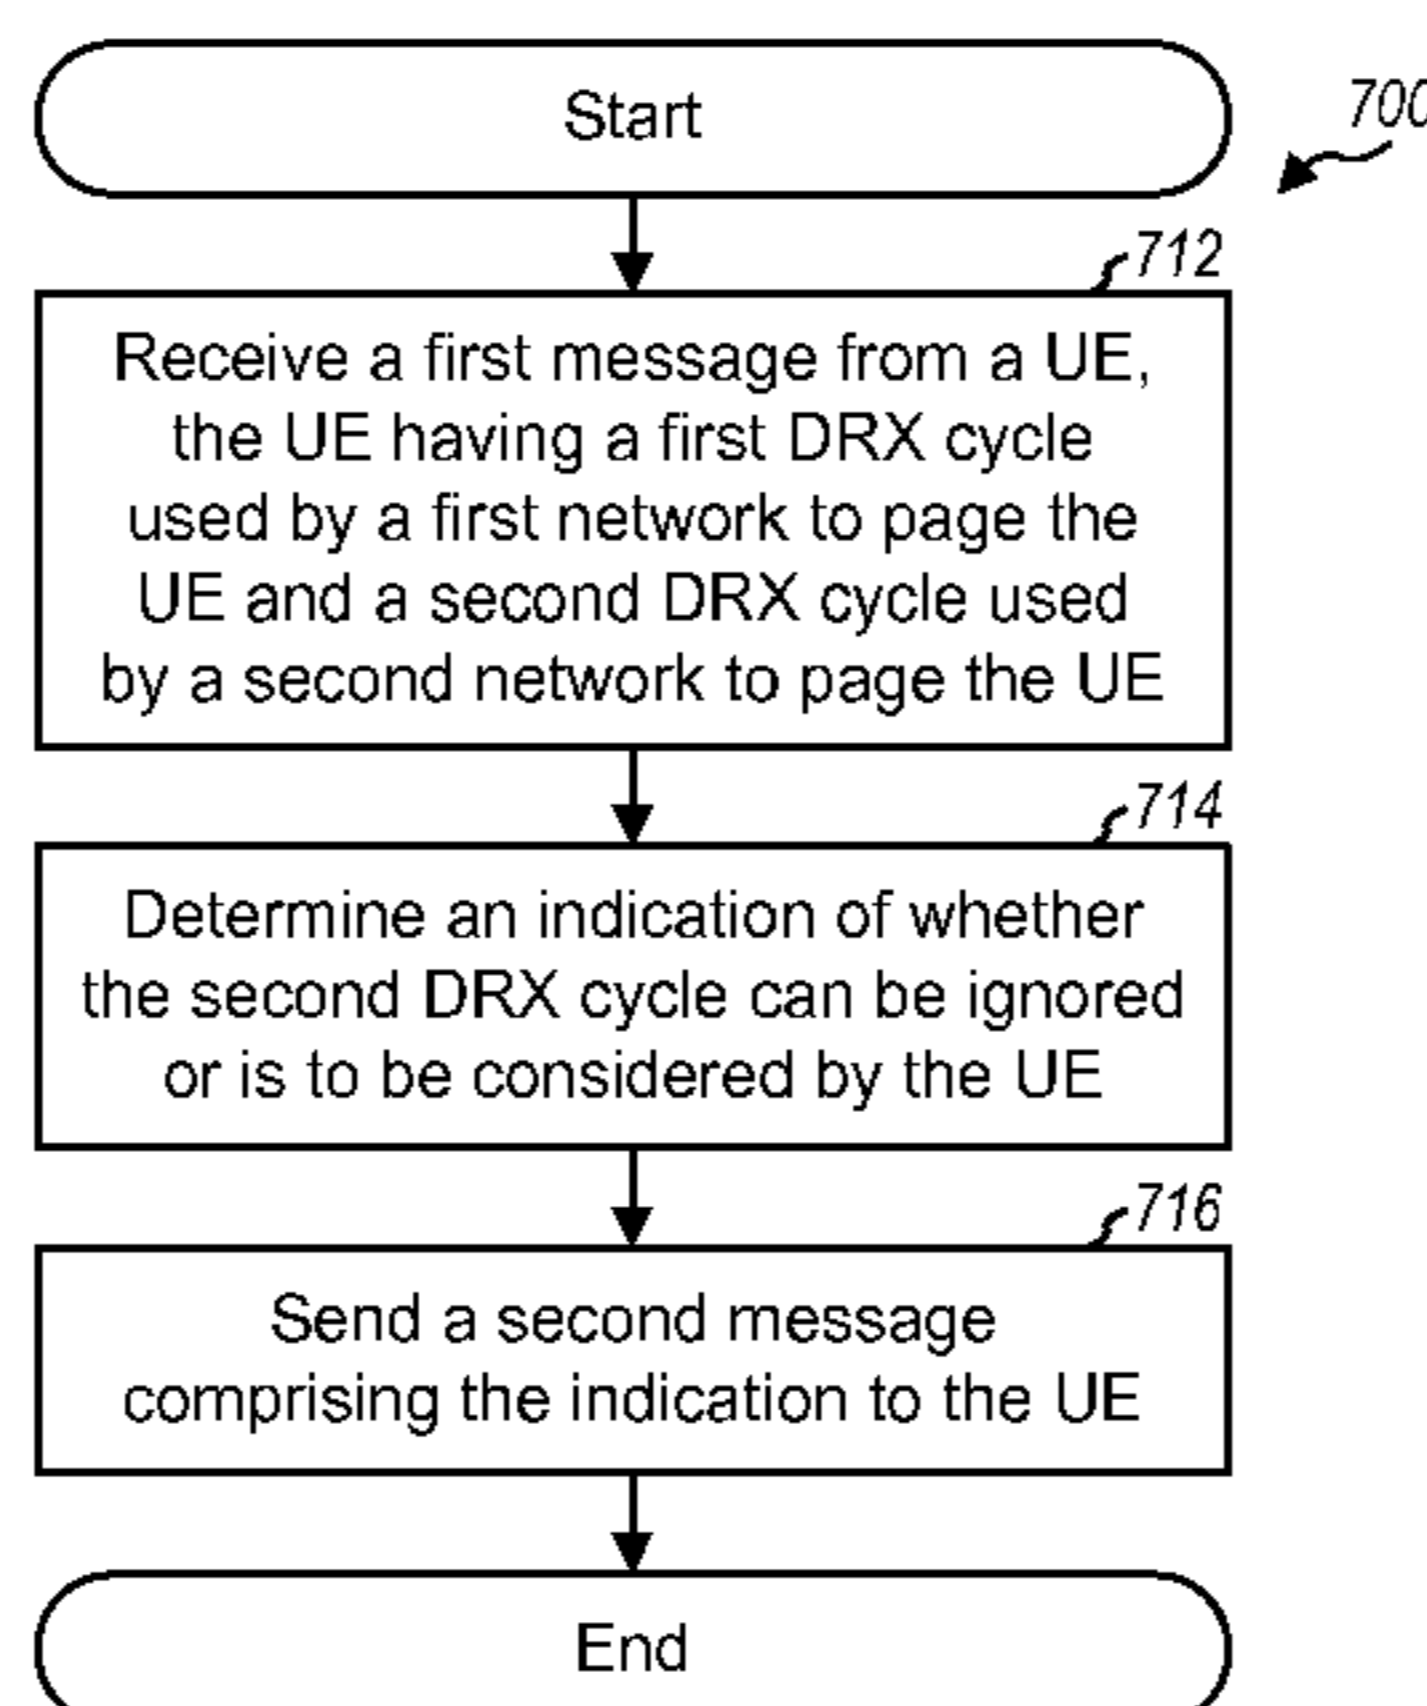 Start
700
712
Receive a first message from a UE,
the UE having a first DRX cycle
used by a first network to page the
UE and a second DRX cycle used
by a second network to page the UE
714
Determine an indication of whether
the second DRX cycle can be ignored
or is to be considered by the UE
716
Send a second message
comprising the indication to the UE
End